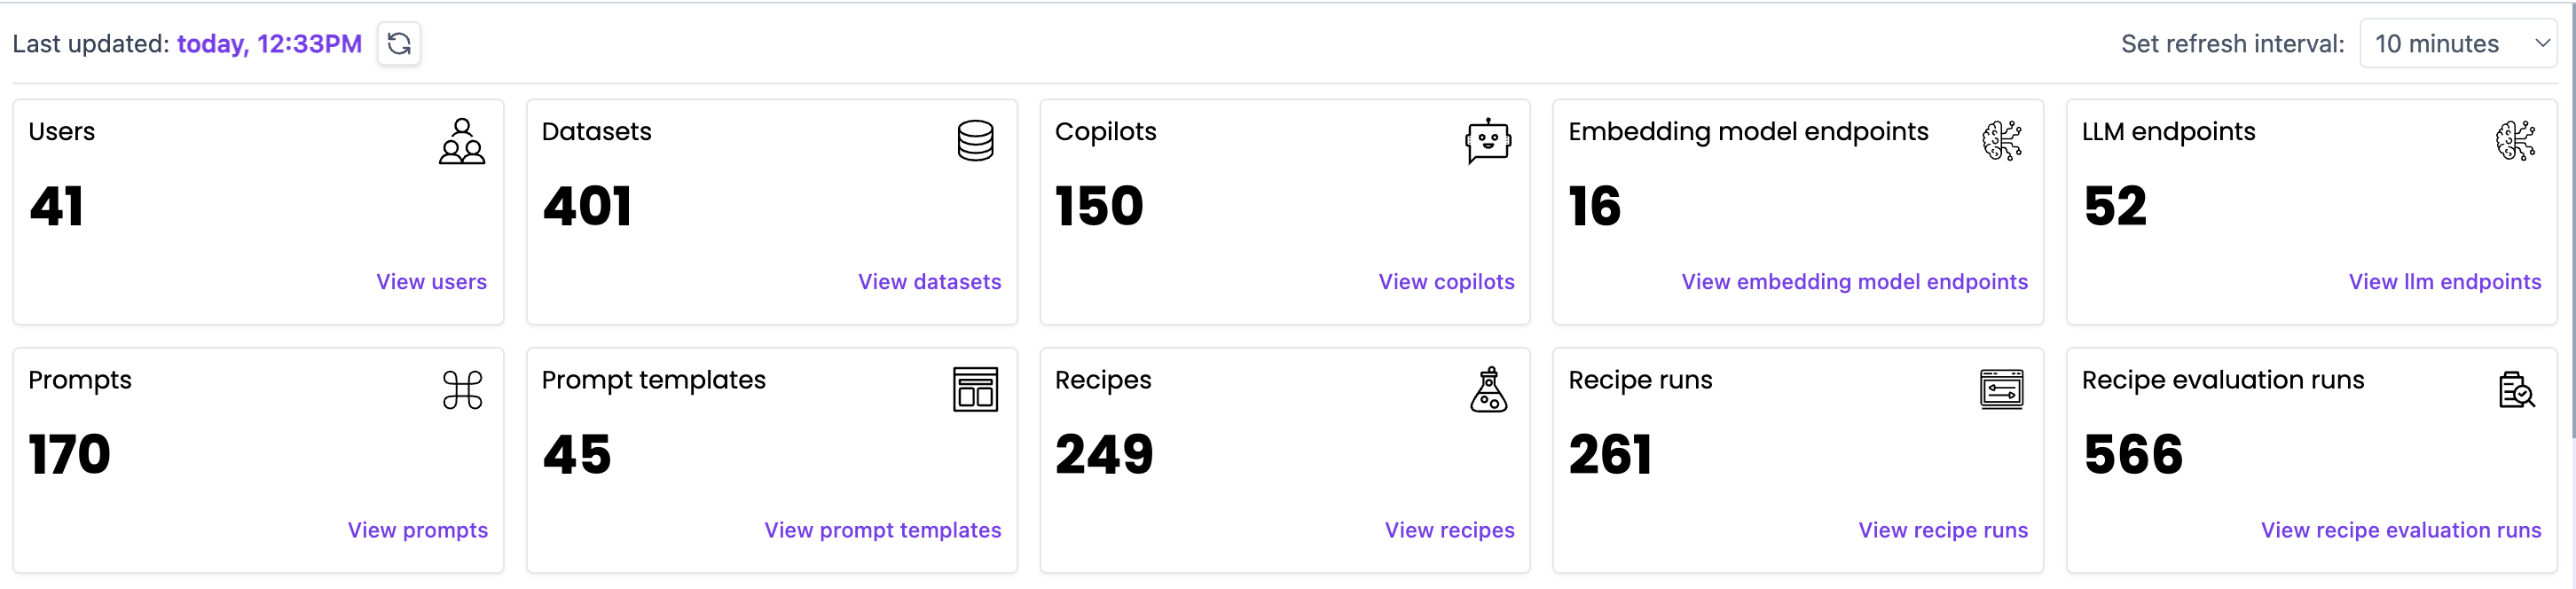 Last updated: today, 12:33PM
Set refresh interval: 10 minutes
Users
41
View users
Datasets
401
View datasets
Copilots
150
View copilots
Embedding model endpoints
16
View embedding model endpoints
LLM endpoints
52
View llm endpoints
Prompts
170
View prompts
Prompt templates
45
View prompt templates
Recipes
249
View recipes
Recipe runs
261
View recipe runs
Recipe evaluation runs
566
View recipe evaluation runs